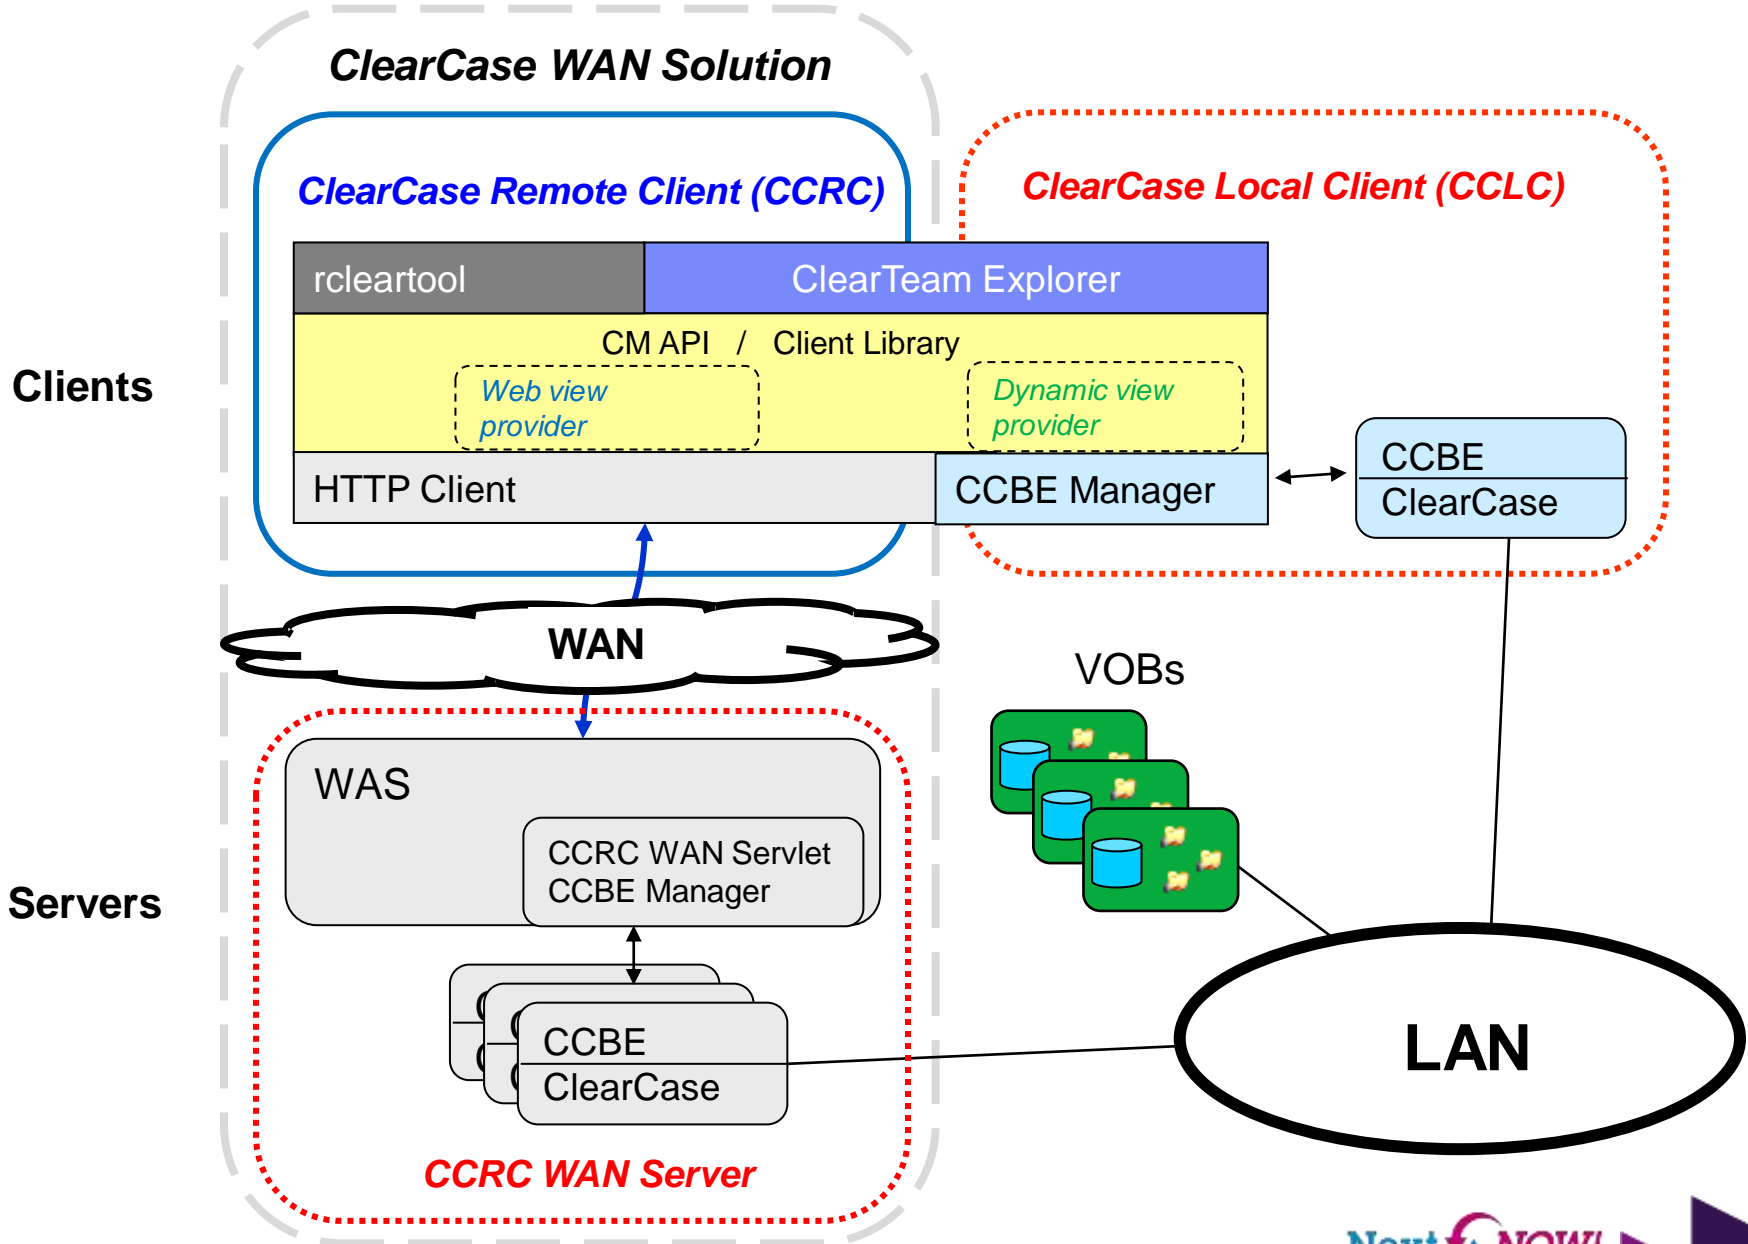 ClearCase WAN Solution
ClearCase Remote Client (CCRC)
ClearCase Local Client (CCLC)
rcleartool
ClearTeam Explorer
CM API / Client Library
Web view
provider
Dynamic view
provider
Clients
HTTP Client
CCBE Manager
CCBE
ClearCase
WAN
VOBs
WAS
CCRC WAN Servlet
CCBE Manager
Servers
CCBE
ClearCase
LAN
CCRC WAN Server
Next NOW!